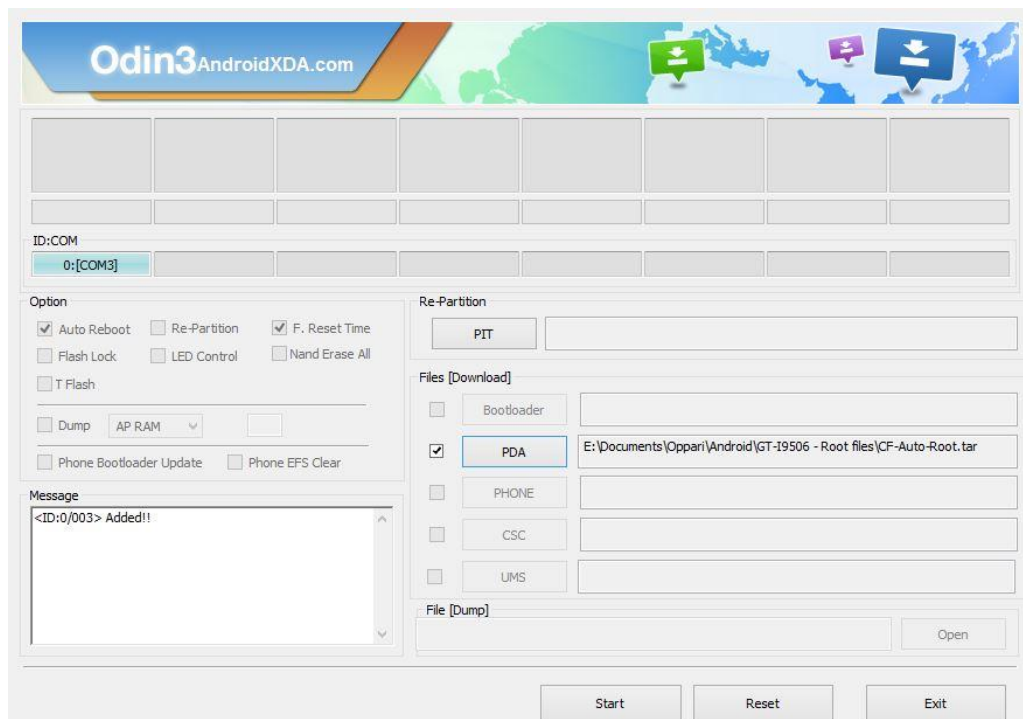 Odin3 AndroidXDA.com
ID:COM
0:[COM3]
Option
Auto Reboot Re-Partition F. Reset Time
Flash Lock LED Control Nand Erase All
T Flash
Dump AP RAM
Phone Bootloader Update Phone EFS Clear
Message
<ID:0/003> Added!!
Re-Partition
PIT
Files [Download]
Bootloader
PDA E:\Documents\Oppari\Android\GT-I9506 - Root files\CF-Auto-Root.tar
PHONE
CSC
UMS
File [Dump]
Open
Start Reset Exit